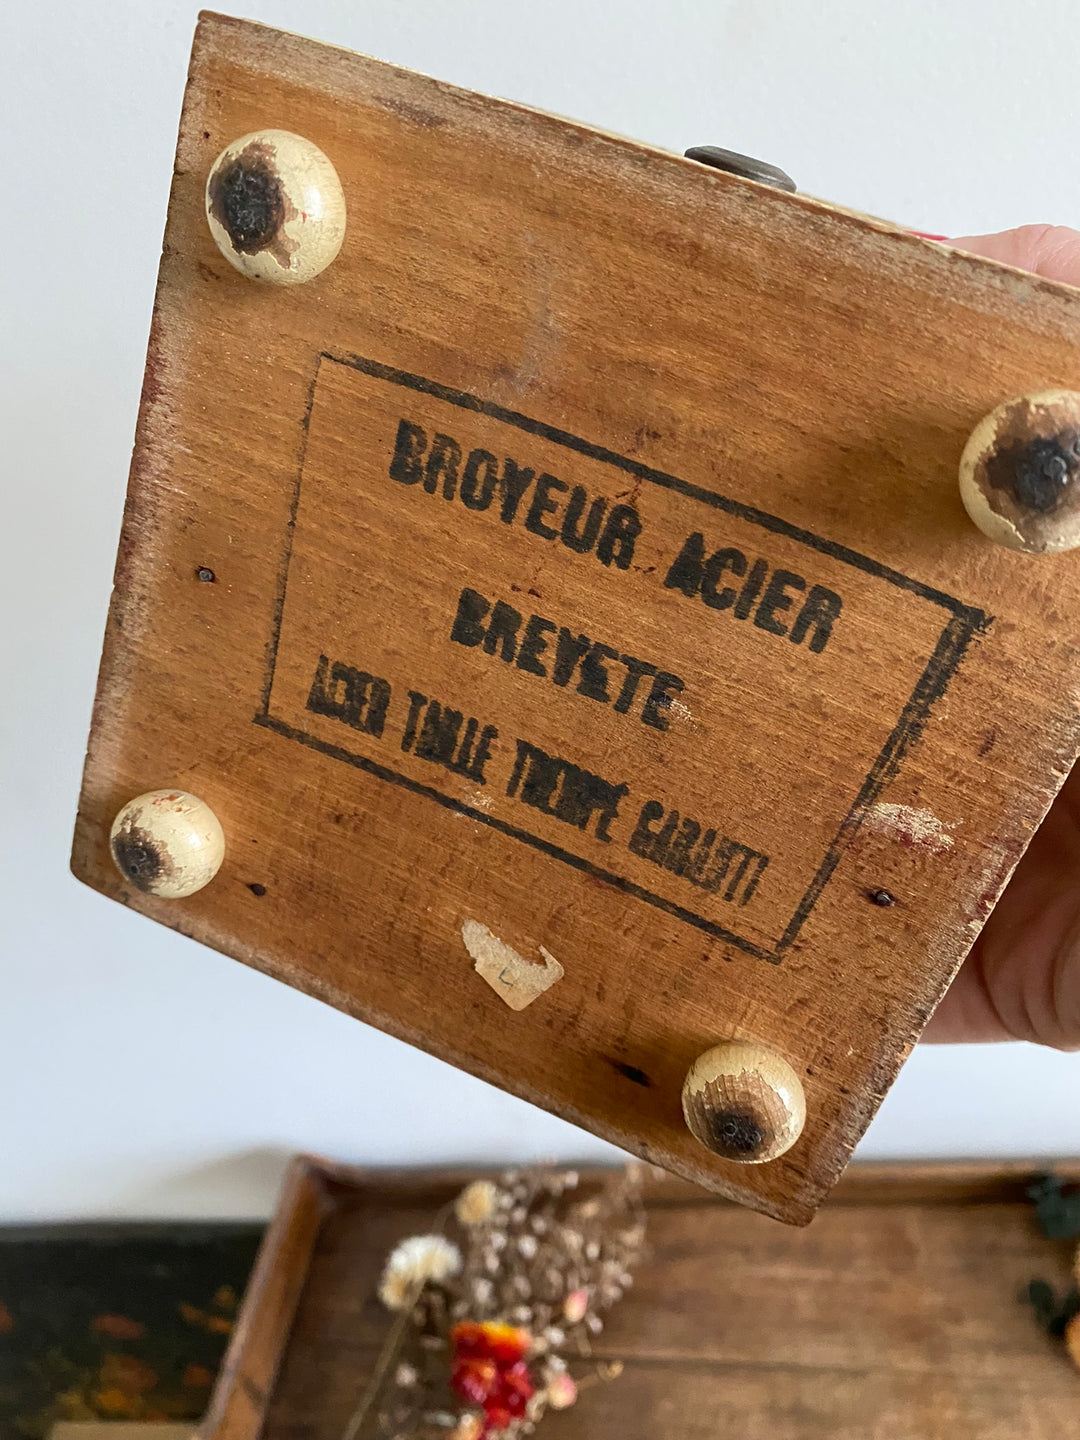 BROYEUR ACIER
BREVETE
ACIER TAILLE TREMPE GARANTI